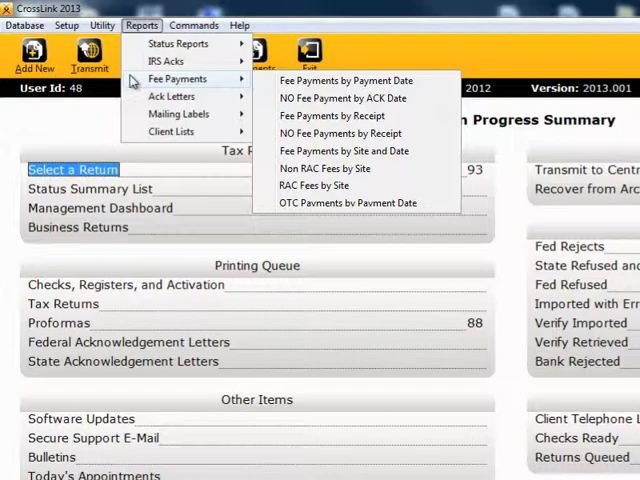 CrossLink 2013
Database Setup Utility Reports Commands Help
Add New Transmit Exit
User Id: 48 2012 Version: 2013.001
Status Reports
IRS Acks
Fee Payments
Ack Letters
Mailing Labels
Client Lists
Fee Payments by Payment Date
NO Fee Payment by ACK Date
Fee Payments by Receipt
NO Fee Payments by Receipt
Fee Payments by Site and Date
Non RAC Fees by Site
RAC Fees by Site
OTC Payments by Payment Date
Progress Summary
Tax R
Select a Return 93
Status Summary List
Management Dashboard
Business Returns
Transmit to Centr
Recover from Arc
Printing Queue
Checks, Registers, and Activation
Tax Returns
Proformas 88
Federal Acknowledgement Letters
State Acknowledgement Letters
Fed Rejects
State Refused and
Fed Refused
Imported with Err
Verify Imported
Verify Retrieved
Bank Rejected
Other Items
Software Updates
Secure Support E-Mail
Bulletins
Today's Appointments
Client Telephone L
Checks Ready
Returns Queued